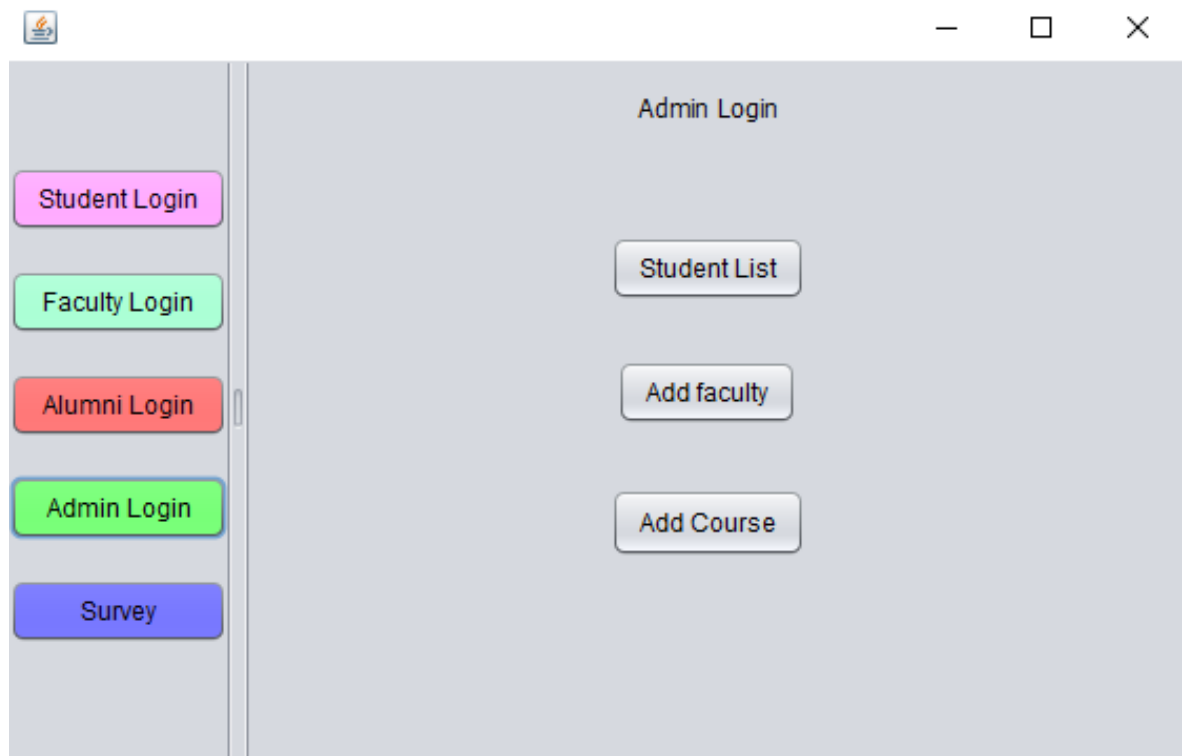 Student Login
Faculty Login
Alumni Login
Admin Login
Survey
Admin Login
Student List
Add faculty
Add Course